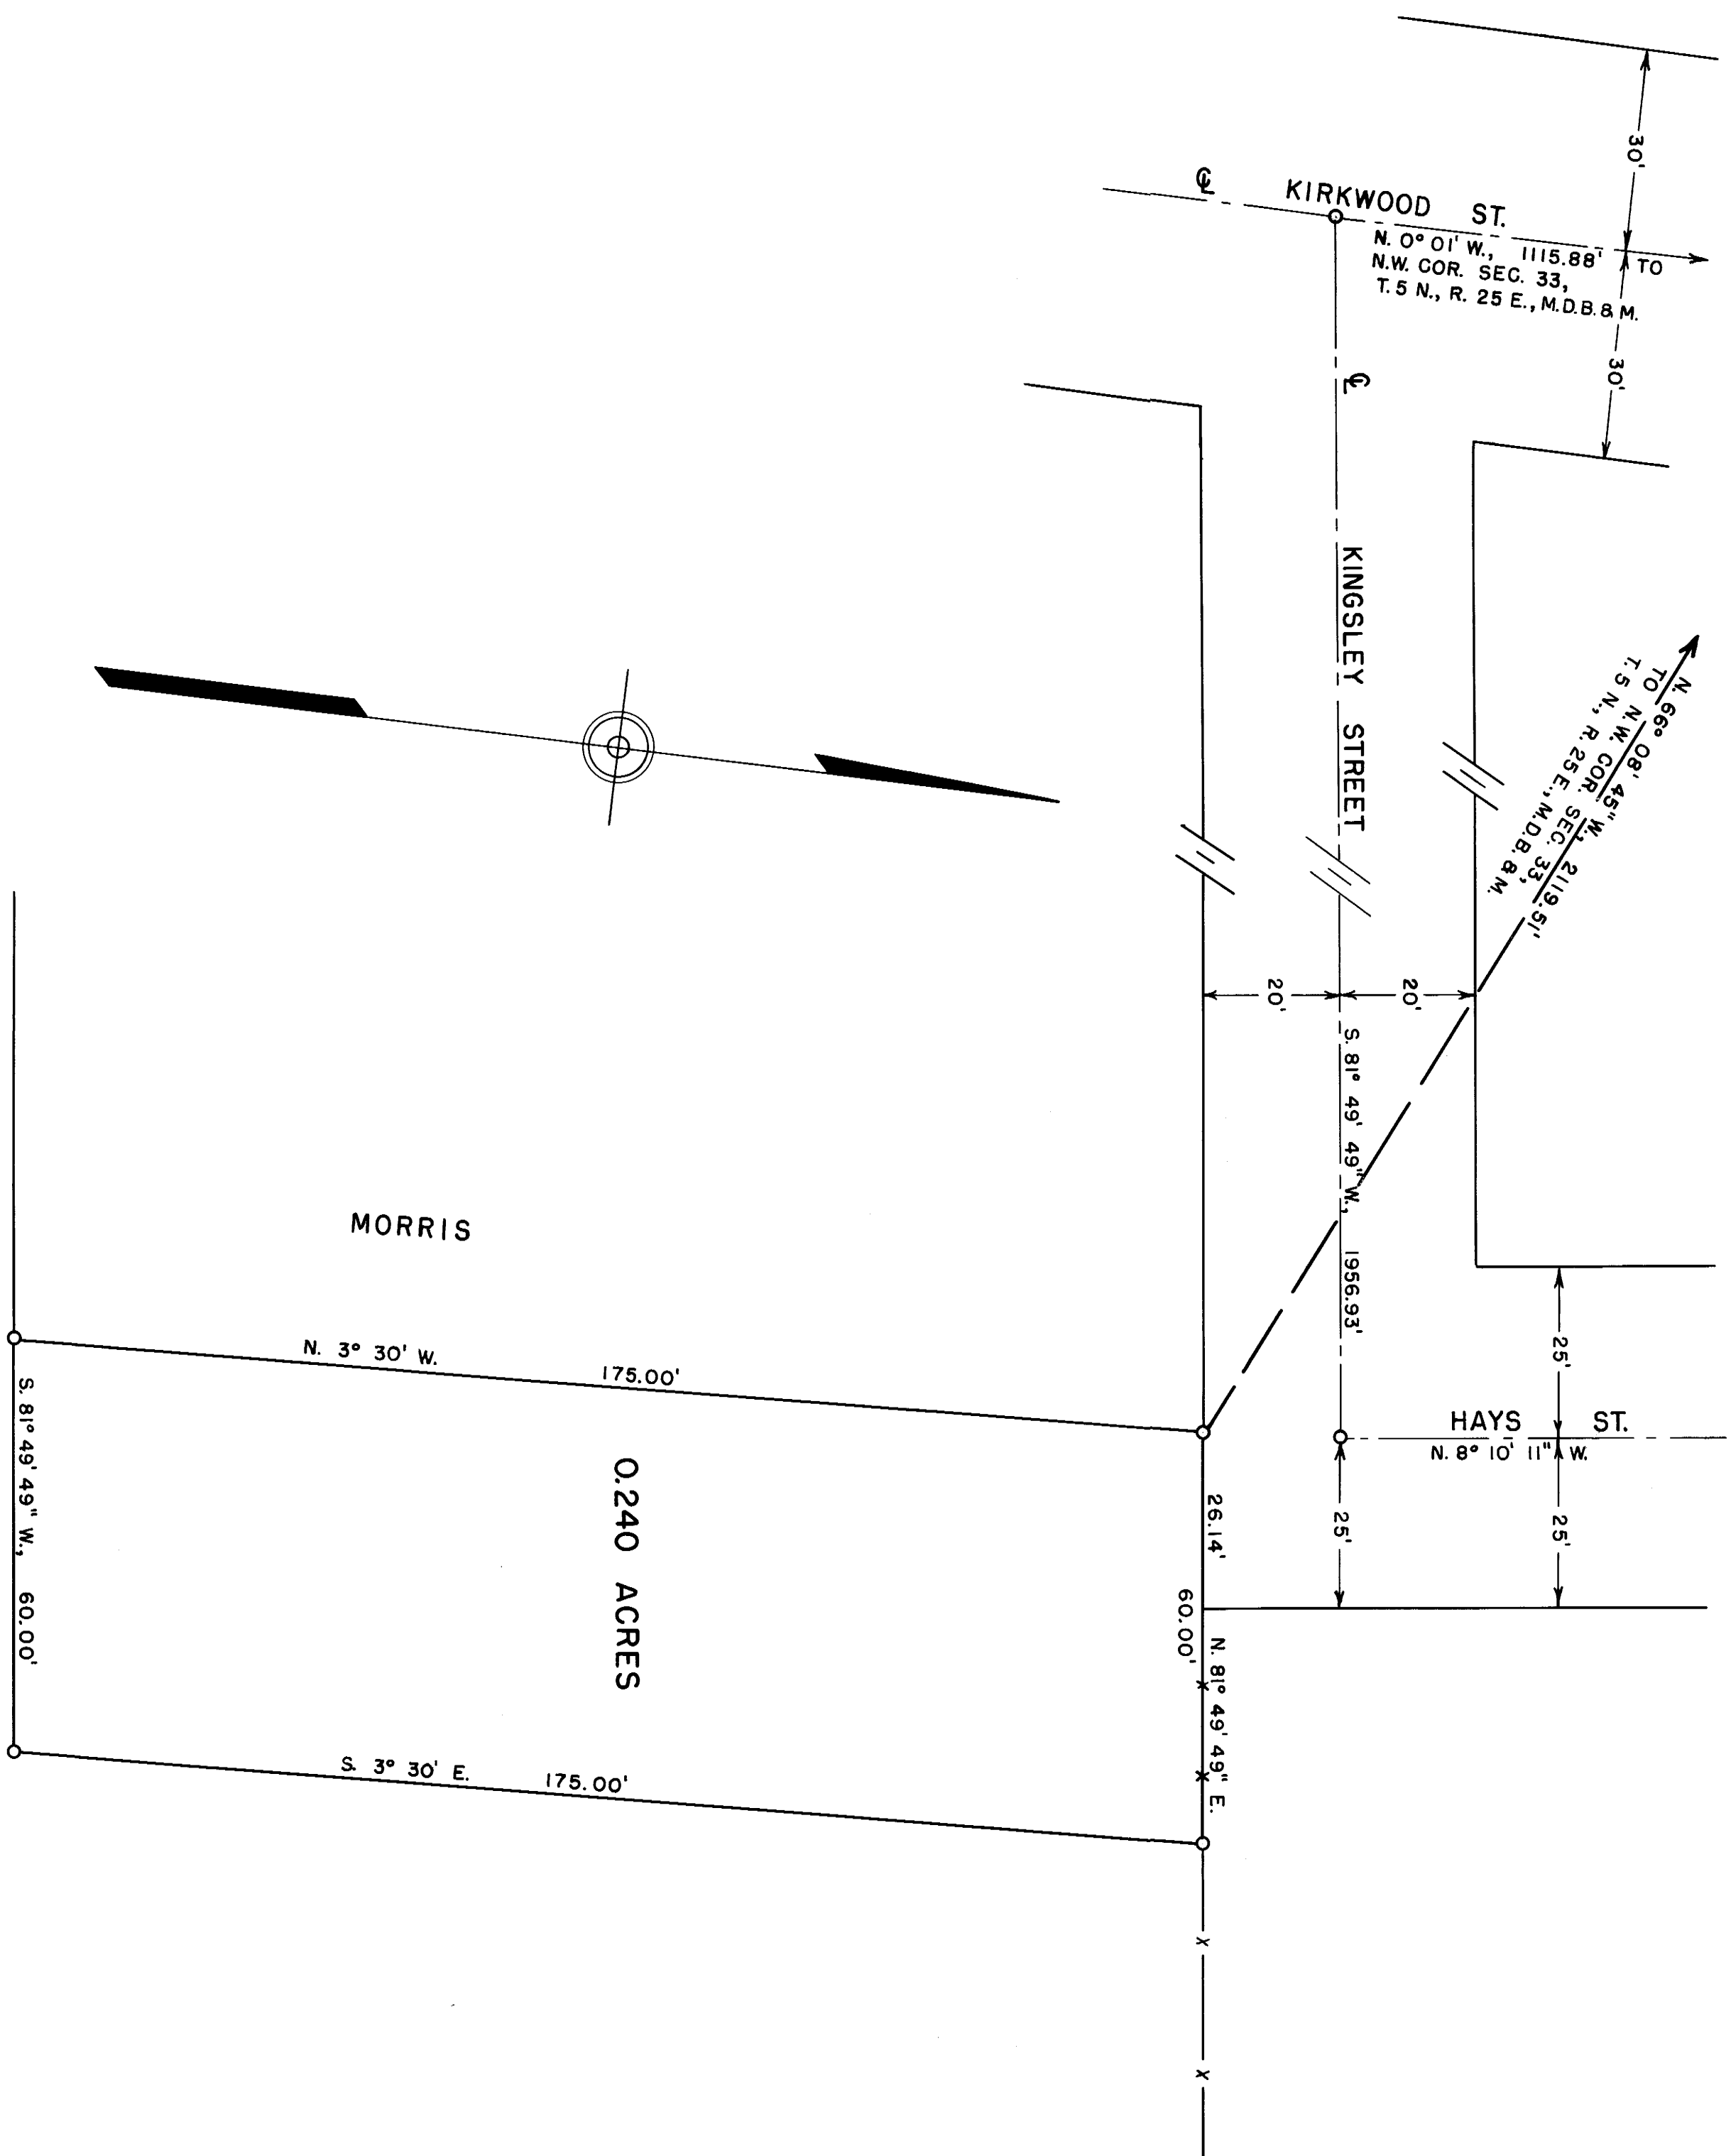 30'
℄
KIRKWOOD ST.
N. 0° 01' W., 1115.88' TO
N.W. COR. SEC. 33,
T. 5 N., R. 25 E., M.D.B. & M.
30'
℄
KINGSLEY STREET
N. 66° 08' 45" W., 2119.51'
TO N.W. COR. SEC. 33,
T. 5 N., R. 25 E., M.D.B. & M.
20'
20'
S. 81° 49' 49" W., 1956.93'
25'
HAYS ST.
N. 8° 10' 11" W.
25'
25'
MORRIS
N. 3° 30' W. 175.00'
26.14'
60.00'
N. 81° 49' 49" E.
0.240 ACRES
S. 81° 49' 49" W., 60.00'
S. 3° 30' E. 175.00'